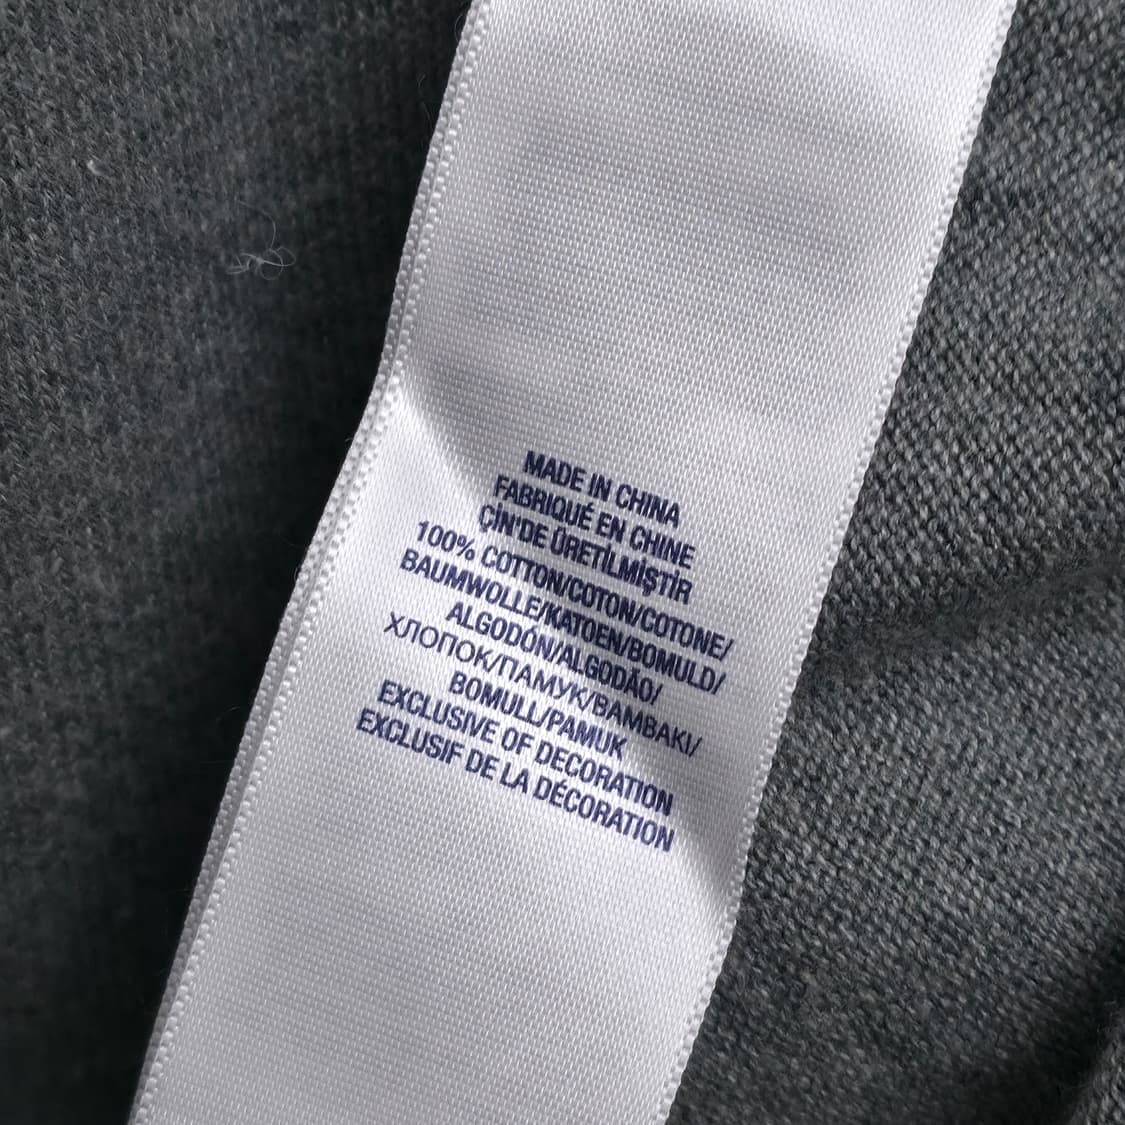 MADE IN CHINA
FABRIQUÉ EN CHINE
ÇİN'DE ÜRETİLMİŞTİR
100% COTTON/COTON/COTONE/
BAUMWOLLE/KATOEN/BOMULD/
ALGODÓN/ALGODÃO/
ХЛОПОК/ПАМУК/ΒΑΜΒΑΚΙ/
BOMULL/PAMUK
EXCLUSIVE OF DECORATION
EXCLUSIF DE LA DÉCORATION